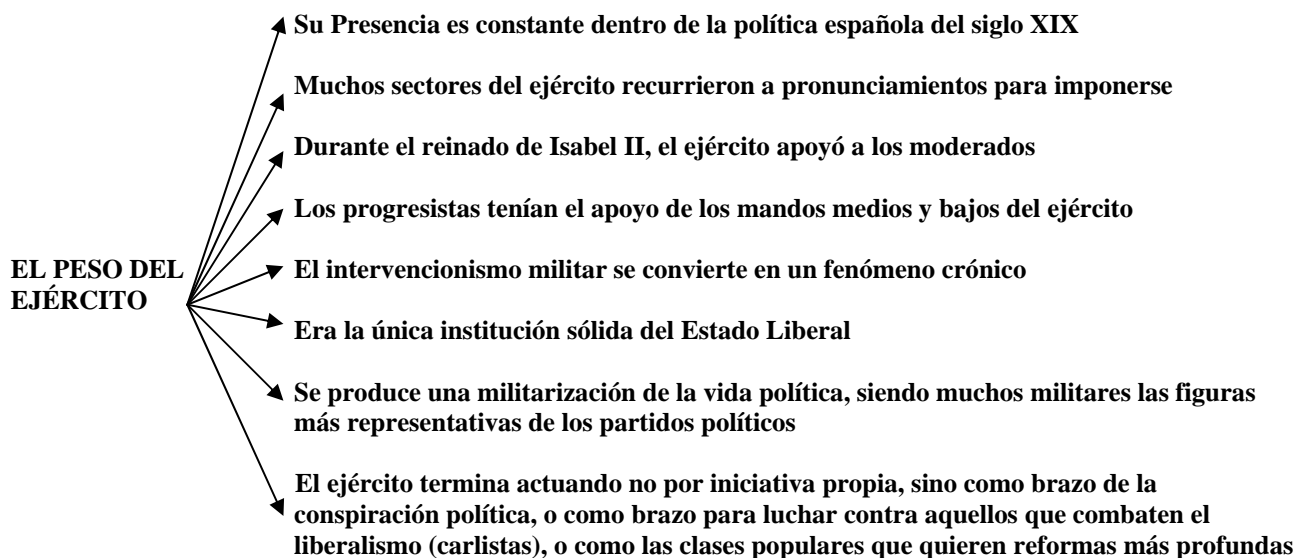 Su Presencia es constante dentro de la política española del siglo XIX
Muchos sectores del ejército recurrieron a pronunciamientos para imponerse
Durante el reinado de Isabel II, el ejército apoyó a los moderados
Los progresistas tenían el apoyo de los mandos medios y bajos del ejército
EL PESO DEL
EJÉRCITO
El intervencionismo militar se convierte en un fenómeno crónico
Era la única institución sólida del Estado Liberal
Se produce una militarización de la vida política, siendo muchos militares las figuras
más representativas de los partidos políticos
El ejército termina actuando no por iniciativa propia, sino como brazo de la
conspiración política, o como brazo para luchar contra aquellos que combaten el
liberalismo (carlistas), o como las clases populares que quieren reformas más profundas